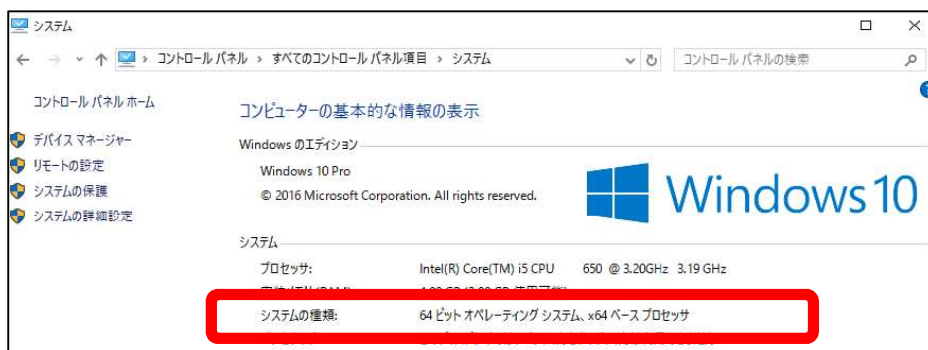 システム
コントロール パネル すべてのコントロール パネル項目 システム
コントロール パネルの検索
コントロール パネル ホーム
デバイス マネージャー
リモートの設定
システムの保護
システムの詳細設定
コンピューターの基本的な情報の表示
Windows のエディション
Windows 10 Pro
© 2016 Microsoft Corporation. All rights reserved.
Windows 10
システム
プロセッサ: Intel(R) Core(TM) i5 CPU 650 @ 3.20GHz 3.19 GHz
システムの種類: 64 ビット オペレーティング システム、x64 ベース プロセッサ